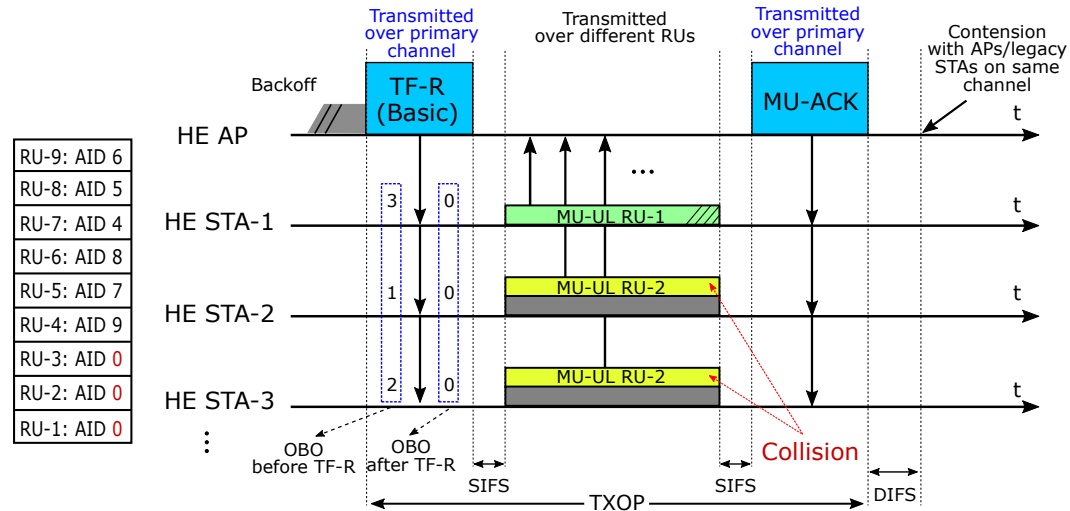 Transmitted
over primary
channel
Transmitted
over different RUs
Transmitted
over primary
channel
Contension
with APs/legacy
STAs on same
channel
Backoff
TF-R
(Basic)
MU-ACK
HE AP
t
RU-9: AID 6
RU-8: AID 5
RU-7: AID 4
RU-6: AID 8
RU-5: AID 7
RU-4: AID 9
RU-3: AID 0
RU-2: AID 0
RU-1: AID 0
...
3
0
HE STA-1
MU-UL RU-1
t
1
0
HE STA-2
MU-UL RU-2
t
2
0
HE STA-3
MU-UL RU-2
t
...
OBO
before TF-R
OBO
after TF-R
Collision
SIFS
SIFS
DIFS
TXOP